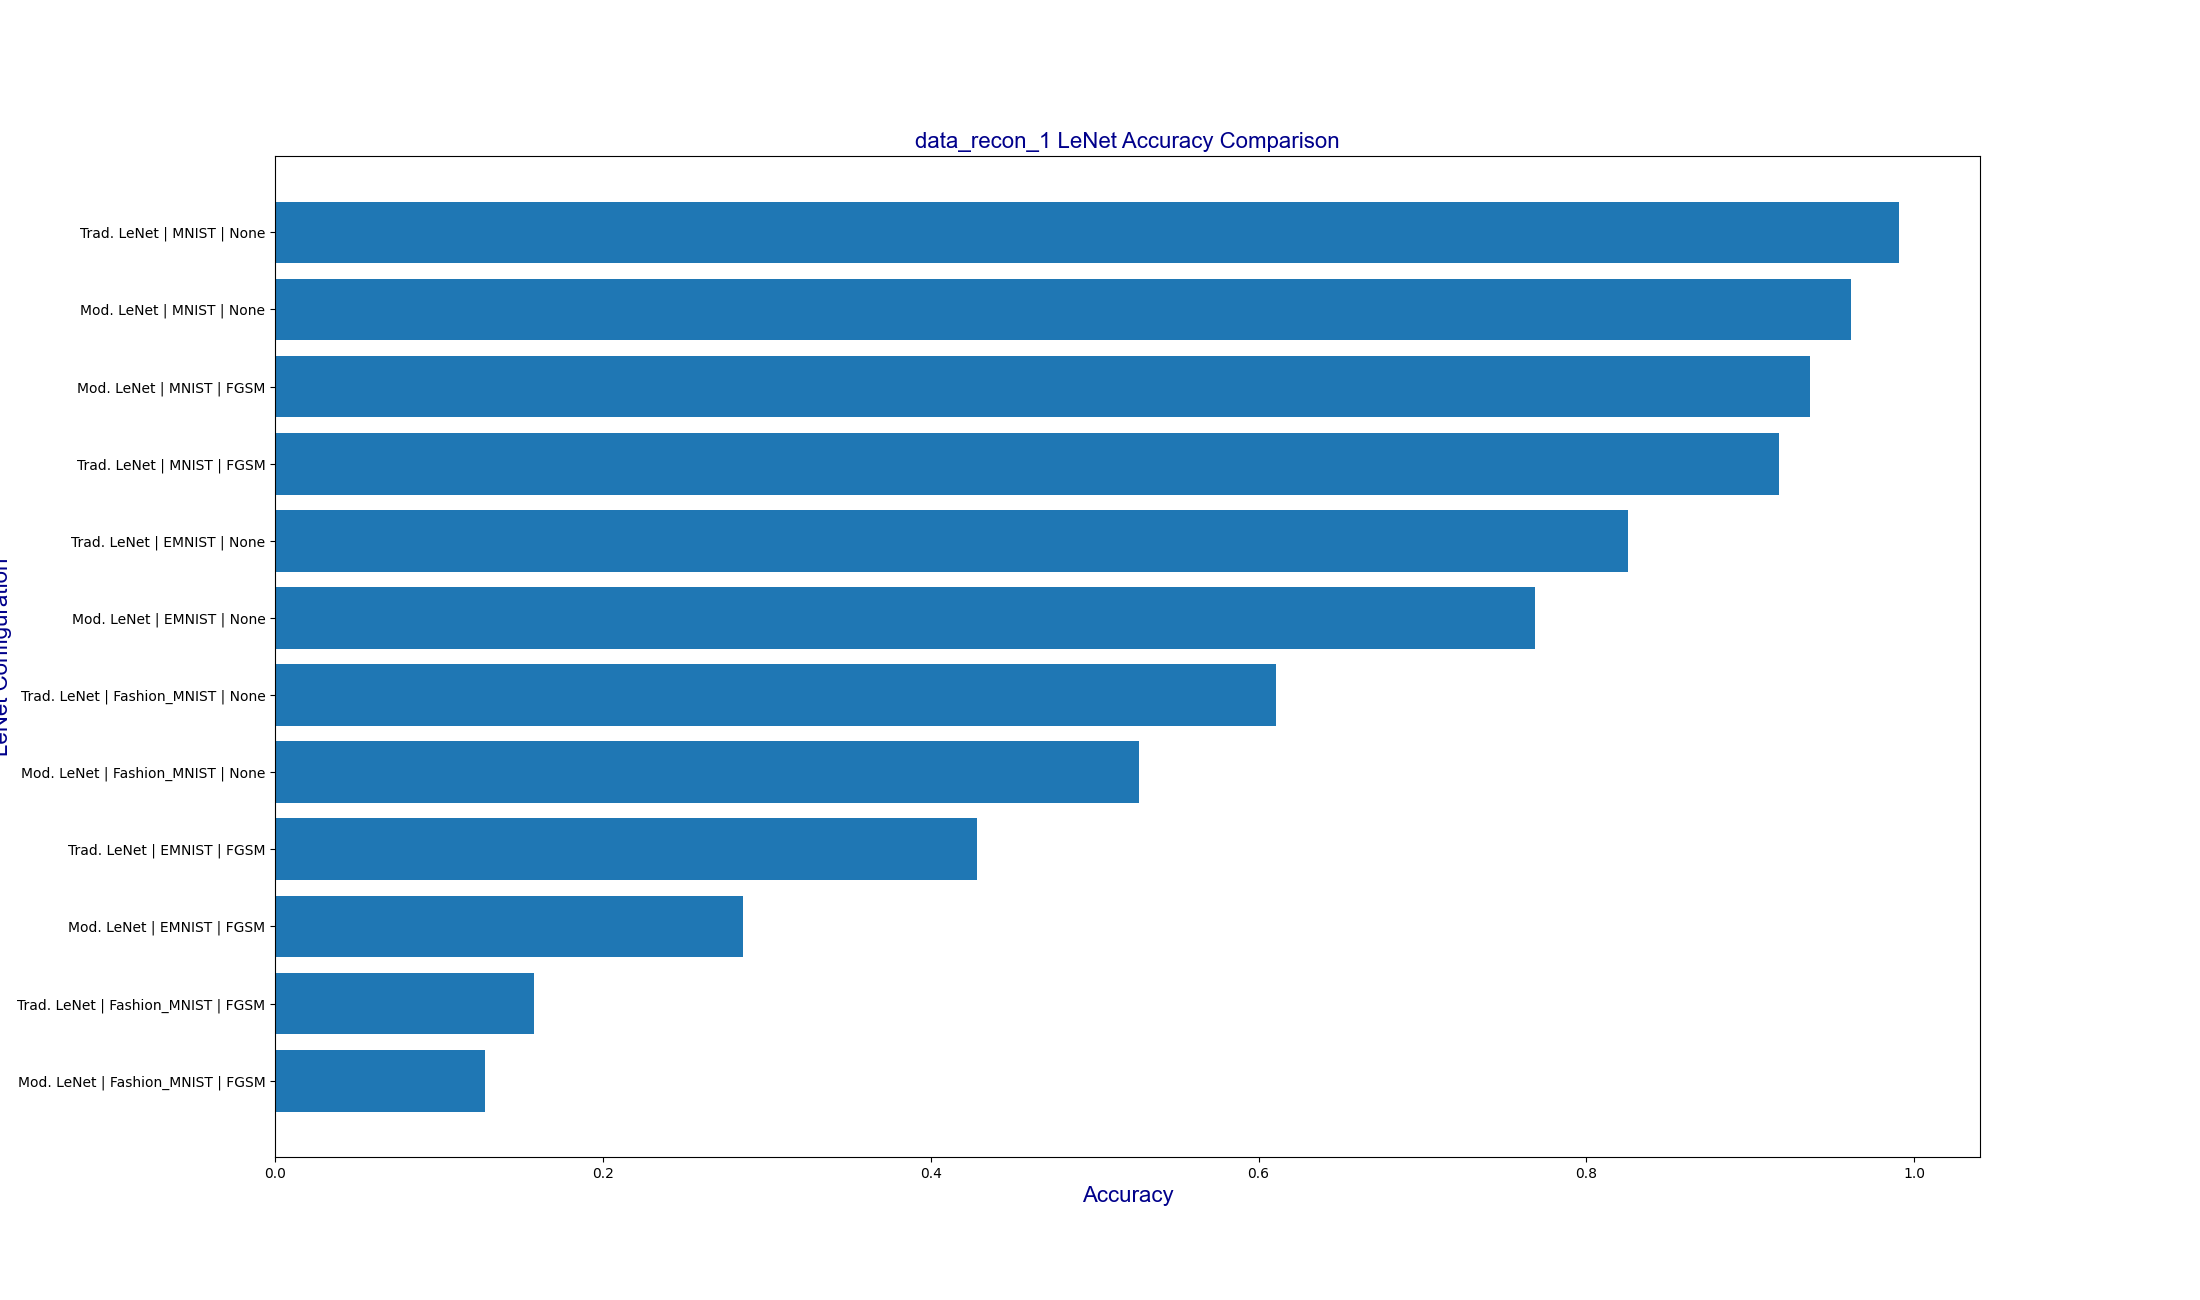 data_recon_1 LeNet Accuracy Comparison
Trad. LeNet | MNIST | None
Mod. LeNet | MNIST | None
Mod. LeNet | MNIST | FGSM
Trad. LeNet | MNIST | FGSM
Trad. LeNet | EMNIST | None
Mod. LeNet | EMNIST | None
Trad. LeNet | Fashion_MNIST | None
Mod. LeNet | Fashion_MNIST | None
Trad. LeNet | EMNIST | FGSM
Mod. LeNet | EMNIST | FGSM
Trad. LeNet | Fashion_MNIST | FGSM
Mod. LeNet | Fashion_MNIST | FGSM
LeNet Configuration
0.0 0.2 0.4 0.6 0.8 1.0
Accuracy